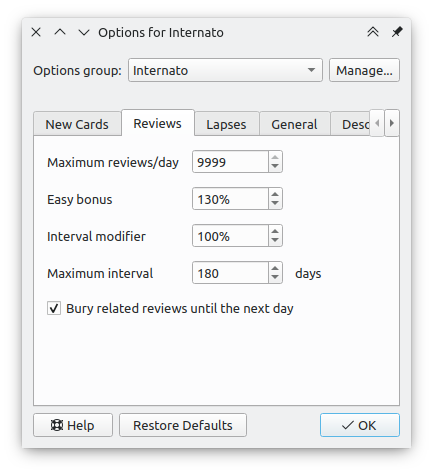 Options for Internato
Options group: Internato Manage...
New Cards Reviews Lapses General Desc
Maximum reviews/day 9999
Easy bonus 130%
Interval modifier 100%
Maximum interval 180 days
Bury related reviews until the next day
Help Restore Defaults OK